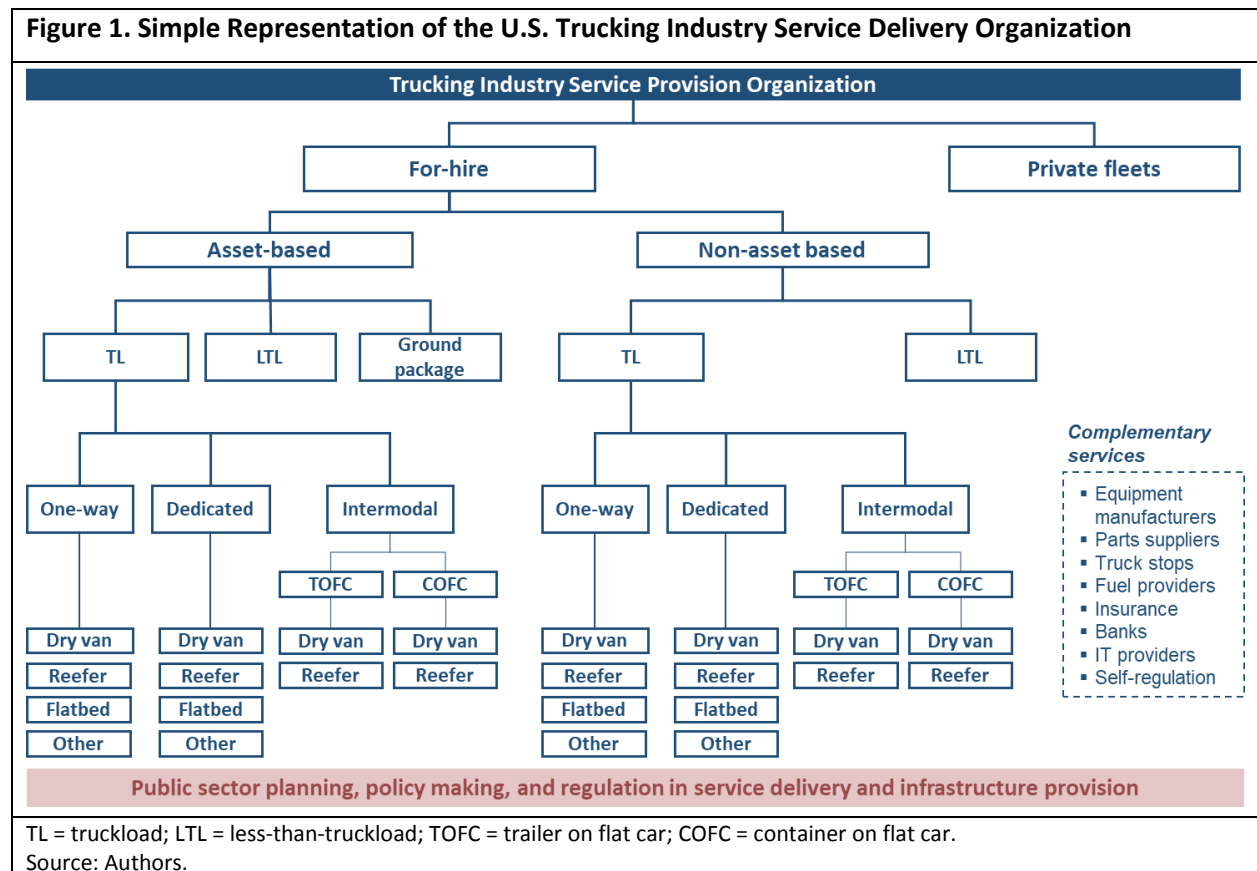 Figure 1. Simple Representation of the U.S. Trucking Industry Service Delivery Organization
Trucking Industry Service Provision Organization
For-hire
Private fleets
Asset-based
Non-asset based
TL
LTL
Ground
package
TL
LTL
One-way
Dedicated
Intermodal
One-way
Dedicated
Intermodal
TOFC
COFC
TOFC
COFC
Dry van
Dry van
Dry van
Dry van
Dry van
Dry van
Dry van
Dry van
Reefer
Reefer
Reefer
Reefer
Reefer
Reefer
Reefer
Reefer
Flatbed
Flatbed
Flatbed
Flatbed
Other
Other
Other
Other
Complementary
services
▪ Equipment
manufacturers
▪ Parts suppliers
▪ Truck stops
▪ Fuel providers
▪ Insurance
▪ Banks
▪ IT providers
▪ Self-regulation
Public sector planning, policy making, and regulation in service delivery and infrastructure provision
TL = truckload; LTL = less-than-truckload; TOFC = trailer on flat car; COFC = container on flat car.
Source: Authors.